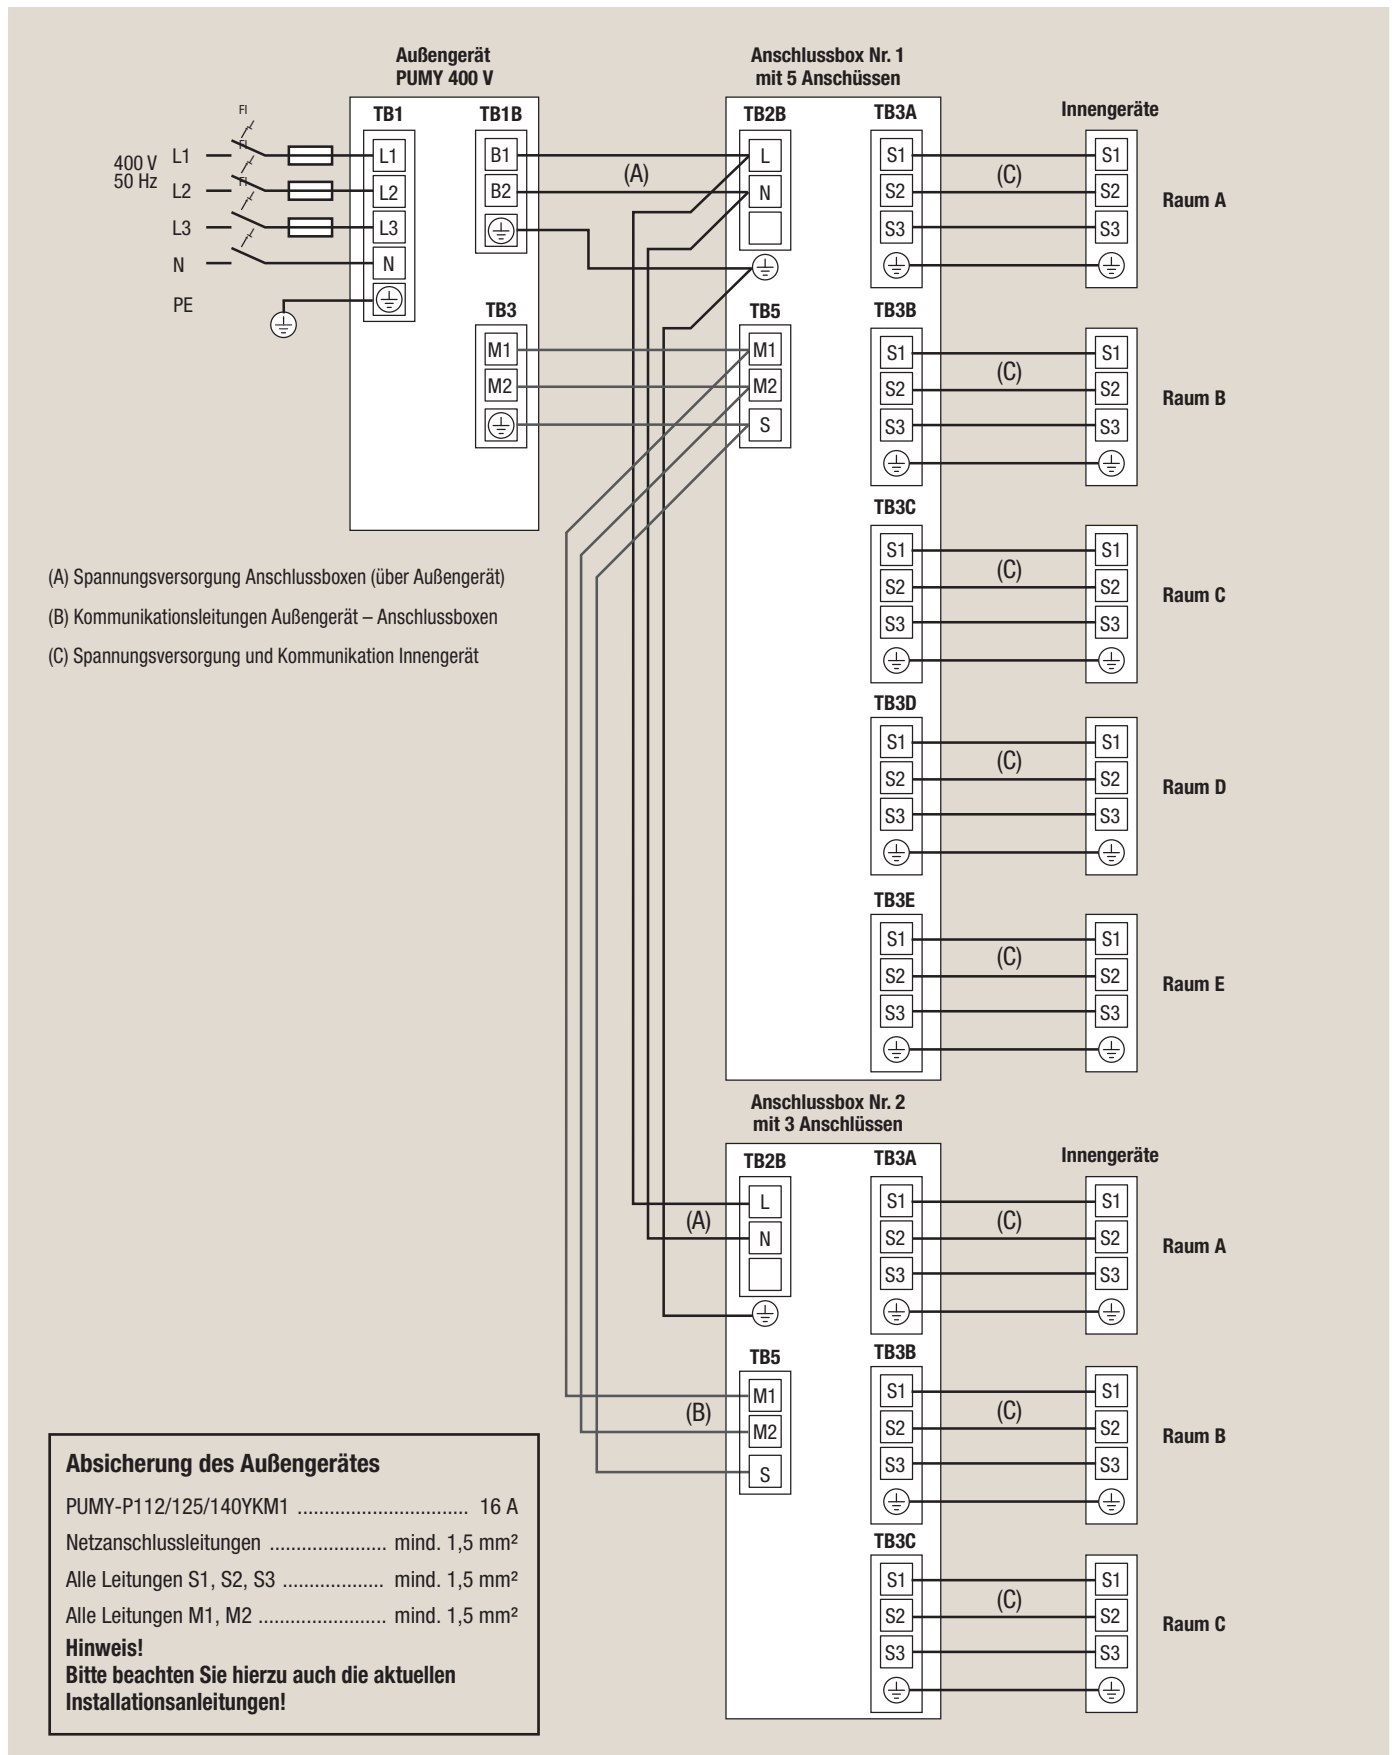 Außengerät
PUMY 400 V
TB1
TB1B
FI
FI
FI
400 V
50 Hz
L1
L2
L3
N
PE
L1
L2
L3
N
B1
B2
TB3
M1
M2
(A)
Anschlussbox Nr. 1
mit 5 Anschüssen
TB2B
L
N
TB5
M1
M2
S
TB3A
S1
S2
S3
TB3B
S1
S2
S3
TB3C
S1
S2
S3
TB3D
S1
S2
S3
TB3E
S1
S2
S3
(C)
(C)
(C)
(C)
(C)
Innengeräte
S1
S2
S3
Raum A
S1
S2
S3
Raum B
S1
S2
S3
Raum C
S1
S2
S3
Raum D
S1
S2
S3
Raum E
(A) Spannungsversorgung Anschlussboxen (über Außengerät)
(B) Kommunikationsleitungen Außengerät – Anschlussboxen
(C) Spannungsversorgung und Kommunikation Innengerät
Anschlussbox Nr. 2
mit 3 Anschlüssen
TB2B
L
N
(A)
TB5
M1
M2
S
(B)
TB3A
S1
S2
S3
TB3B
S1
S2
S3
TB3C
S1
S2
S3
(C)
(C)
(C)
Innengeräte
S1
S2
S3
Raum A
S1
S2
S3
Raum B
S1
S2
S3
Raum C
Absicherung des Außengerätes
PUMY-P112/125/140YKM1 ................................ 16 A
Netzanschlussleitungen ...................... mind. 1,5 mm²
Alle Leitungen S1, S2, S3 ................... mind. 1,5 mm²
Alle Leitungen M1, M2 ........................ mind. 1,5 mm²
Hinweis!
Bitte beachten Sie hierzu auch die aktuellen
Installationsanleitungen!